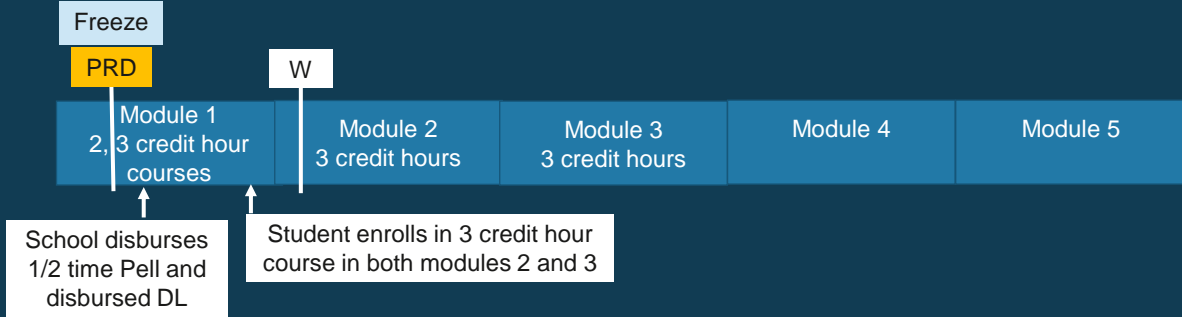 Freeze
PRD
W
Module 1
2, 3 credit hour
courses
Module 2
3 credit hours
Module 3
3 credit hours
Module 4
Module 5
School disburses
1/2 time Pell and
disbursed DL
Student enrolls in 3 credit hour
course in both modules 2 and 3